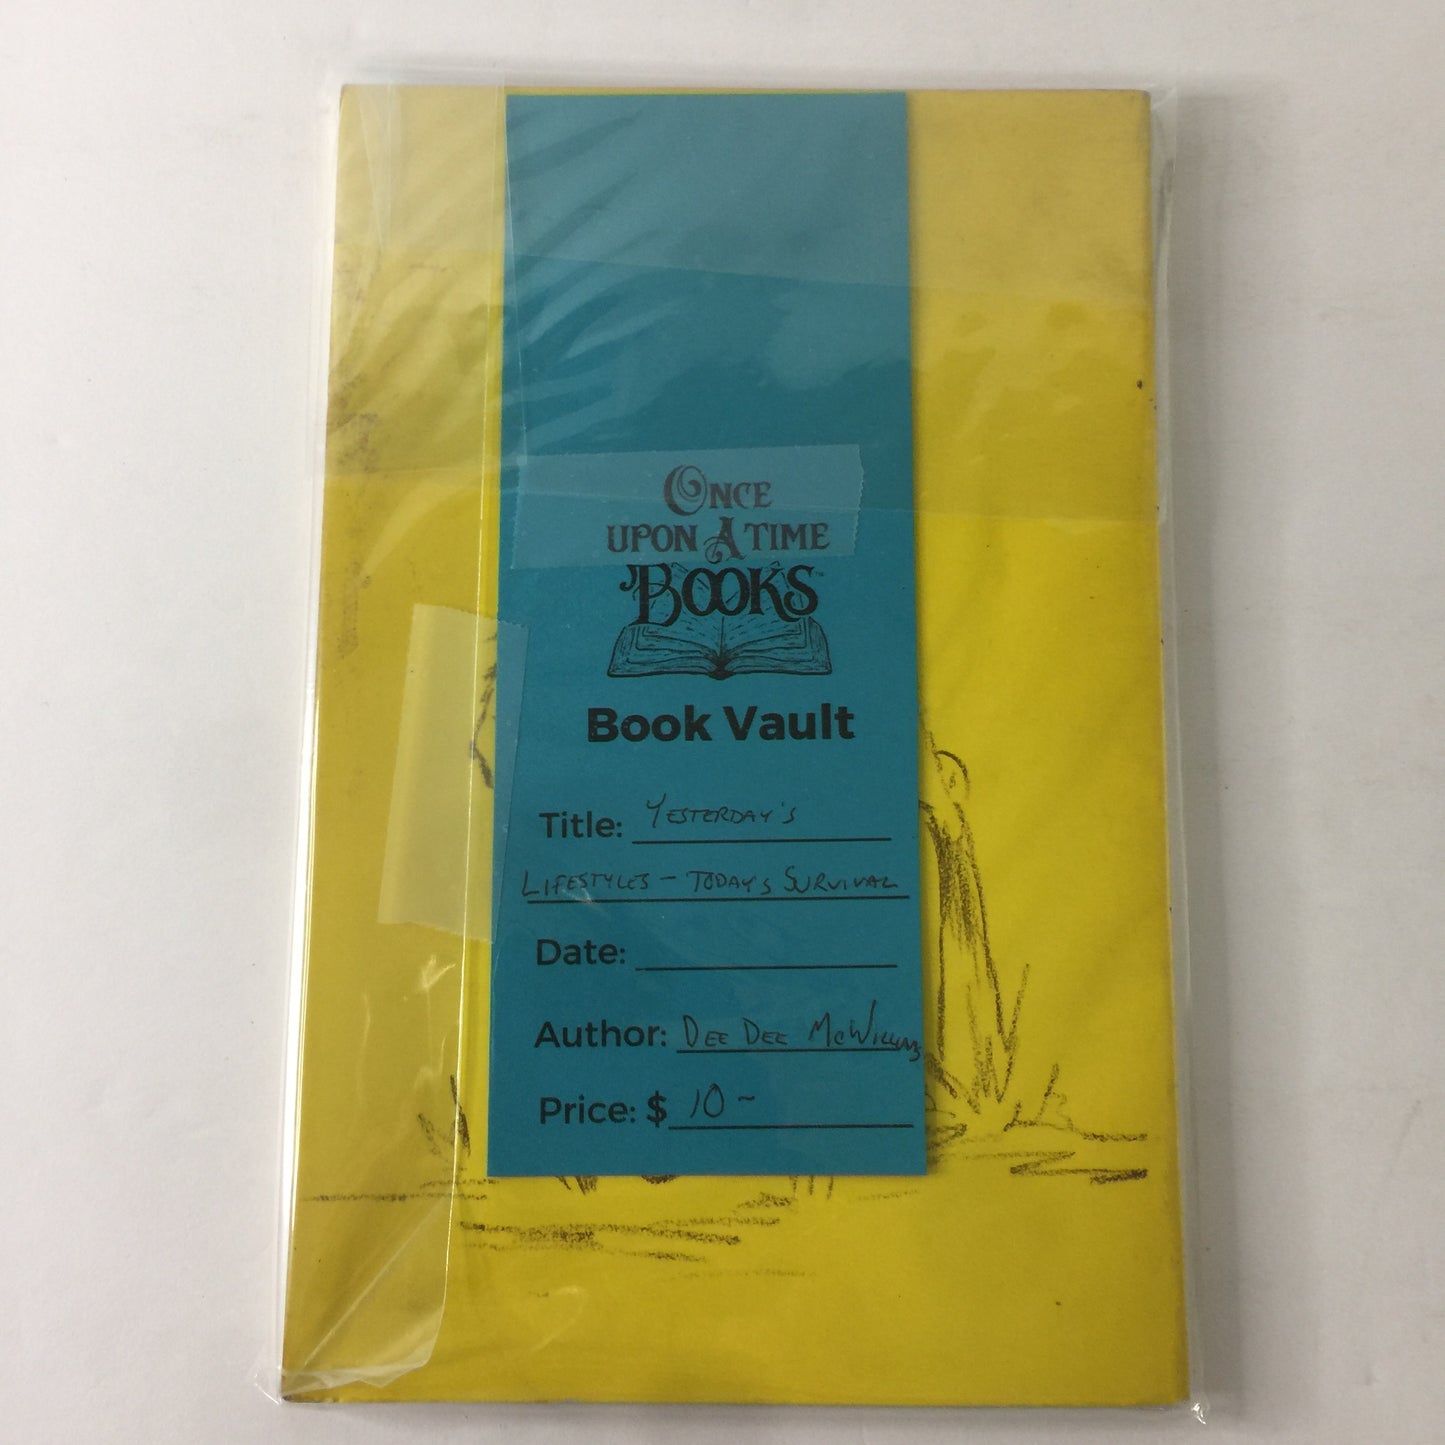 ONCE
UPON A TIME
BOOKS
Book Vault
Title: YESTERDAY'S
LIFESTYLES - TODAY'S SURVIVAL
Date:
Author: DEE DEE McWILLIAMS
Price: $ 10 -